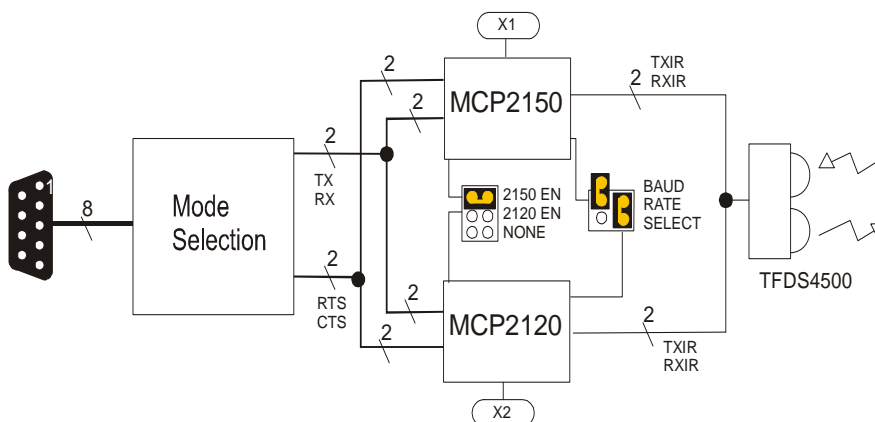 X1
2
TXIR
RXIR
2
MCP2150
2
1
8
Mode
Selection
2
TX
RX
2150 EN
2120 EN
NONE
BAUD
RATE
SELECT
2
RTS
CTS
TFDS4500
2
MCP2120
2
2
TXIR
RXIR
X2